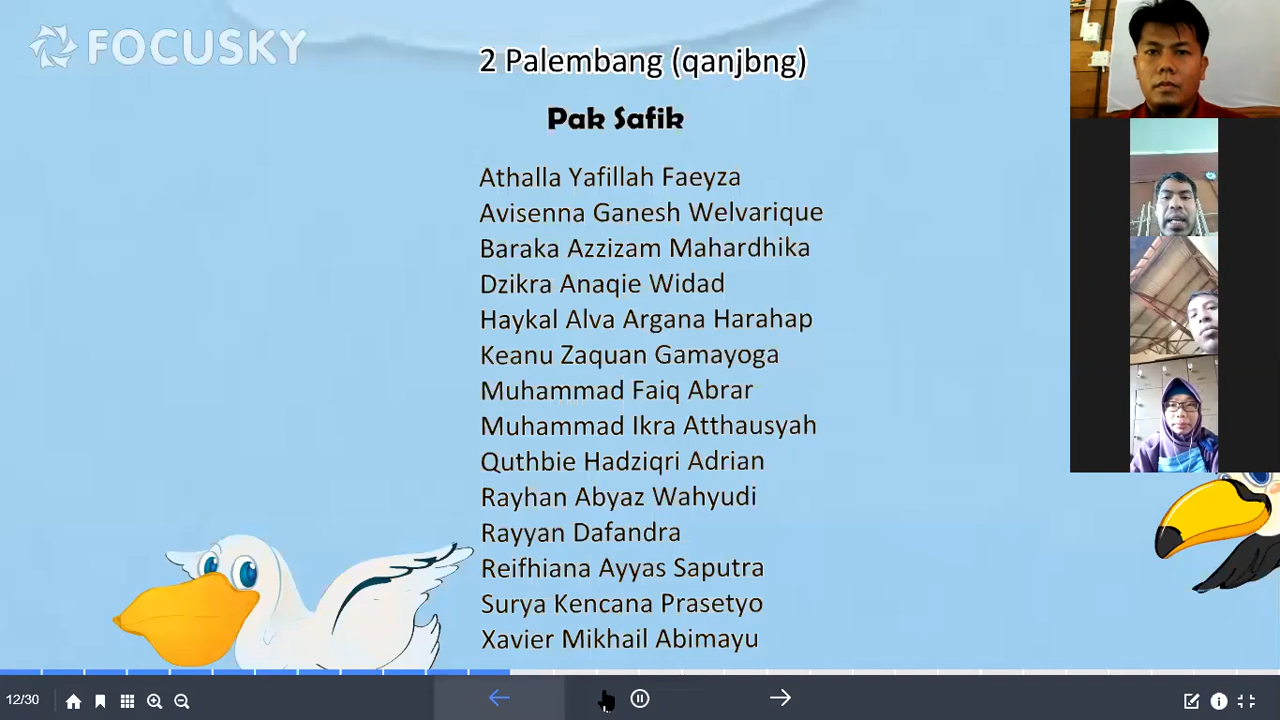 FOCUSKY
2 Palembang (qanjbng)
Pak Safik
Athalla Yafillah Faeyza
Avisenna Ganesh Welvarique
Baraka Azzizam Mahardhika
Dzikra Anaqie Widad
Haykal Alva Argana Harahap
Keanu Zaquan Gamayoga
Muhammad Faiq Abrar
Muhammad Ikra Atthausyah
Quthbie Hadziqri Adrian
Rayhan Abyaz Wahyudi
Rayyan Dafandra
Reifhiana Ayyas Saputra
Surya Kencana Prasetyo
Xavier Mikhail Abimayu
12/30